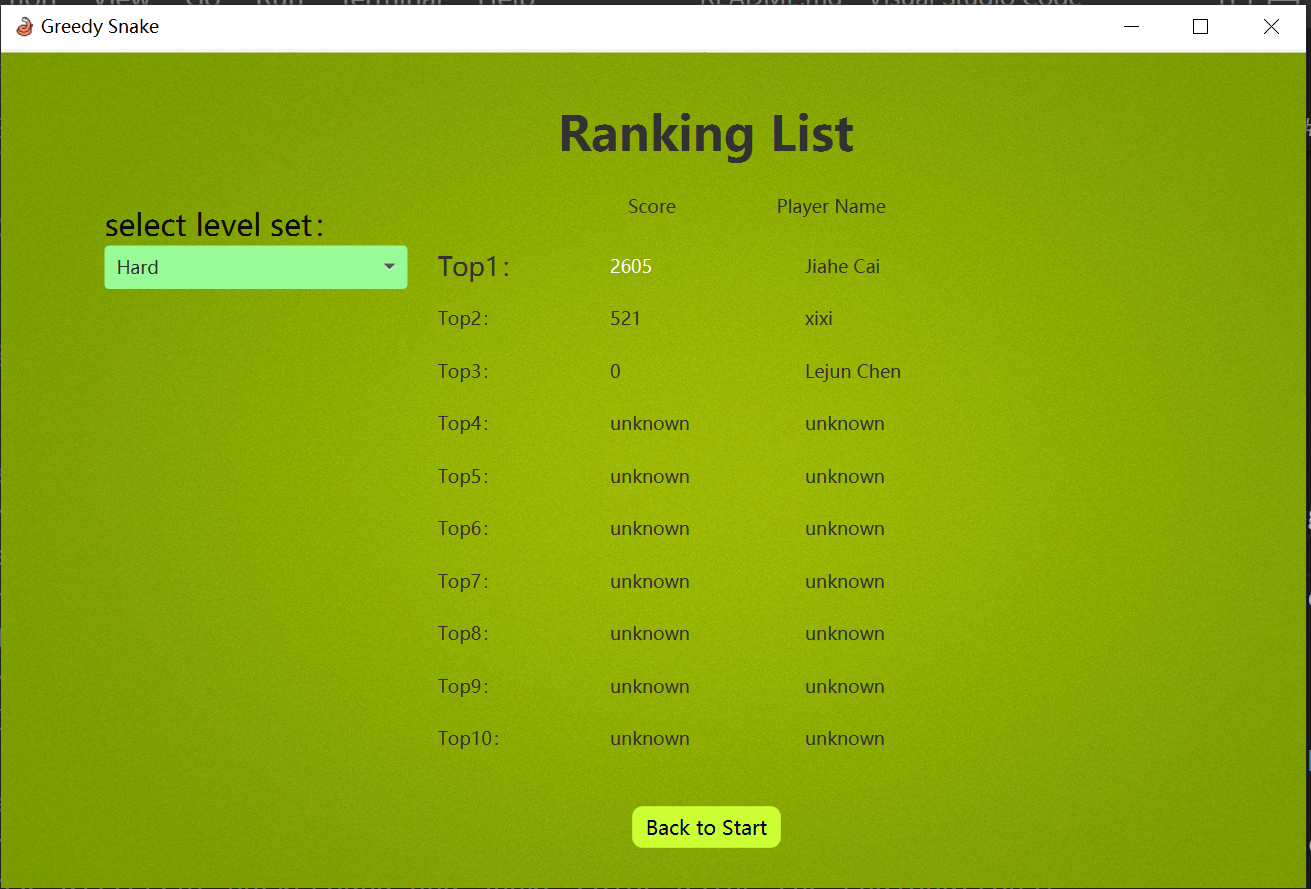 Greedy Snake
Ranking List
Score Player Name
select level set：
Hard
Top1： 2605 Jiahe Cai
Top2： 521 xixi
Top3： 0 Lejun Chen
Top4： unknown unknown
Top5： unknown unknown
Top6： unknown unknown
Top7： unknown unknown
Top8： unknown unknown
Top9： unknown unknown
Top10： unknown unknown
Back to Start